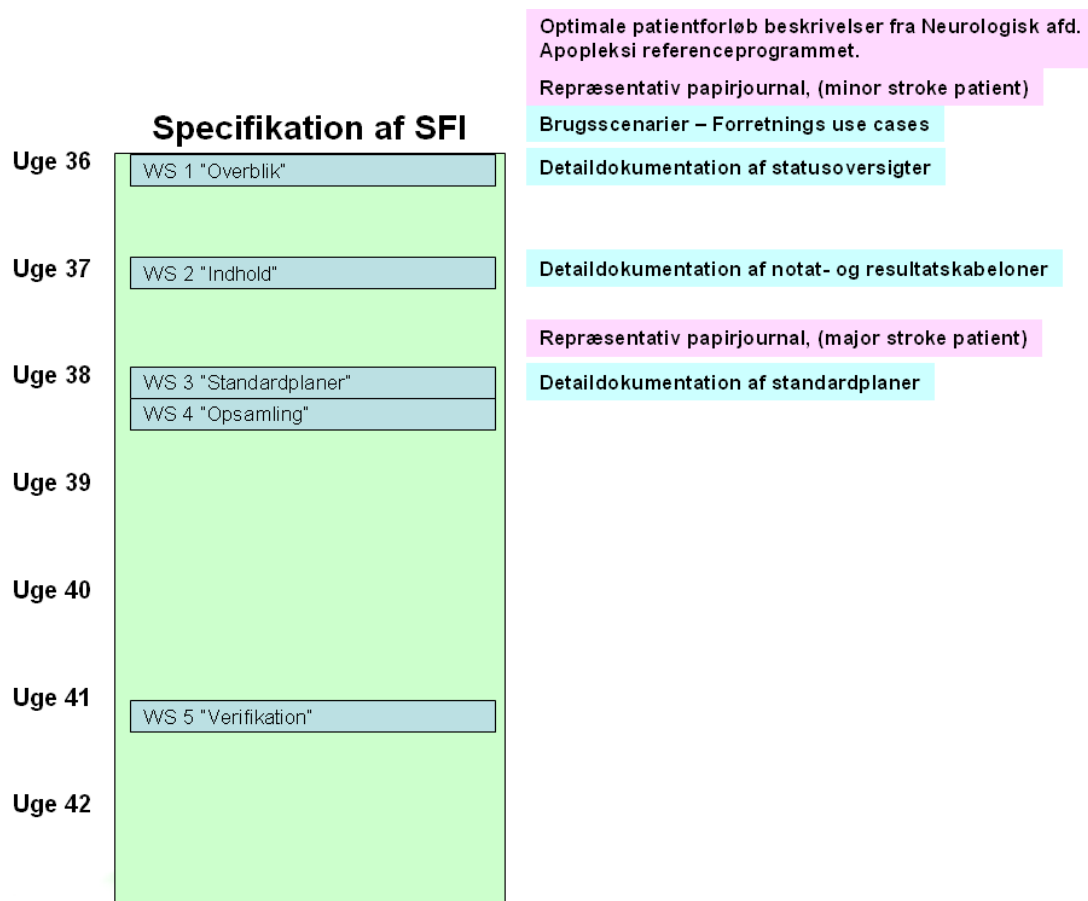 Optimale patientforløb beskrivelser fra Neurologisk afd.
Apopleksi referenceprogrammet.
Repræsentativ papirjournal, (minor stroke patient)
Specifikation af SFI
Brugsscenarier – Forretnings use cases
Uge 36
WS 1 "Overblik"
Detaildokumentation af statusoversigter
Uge 37
WS 2 "Indhold"
Detaildokumentation af notat- og resultatskabeloner
Repræsentativ papirjournal, (major stroke patient)
Uge 38
WS 3 "Standardplaner"
Detaildokumentation af standardplaner
WS 4 "Opsamling"
Uge 39
Uge 40
Uge 41
WS 5 "Verifikation"
Uge 42